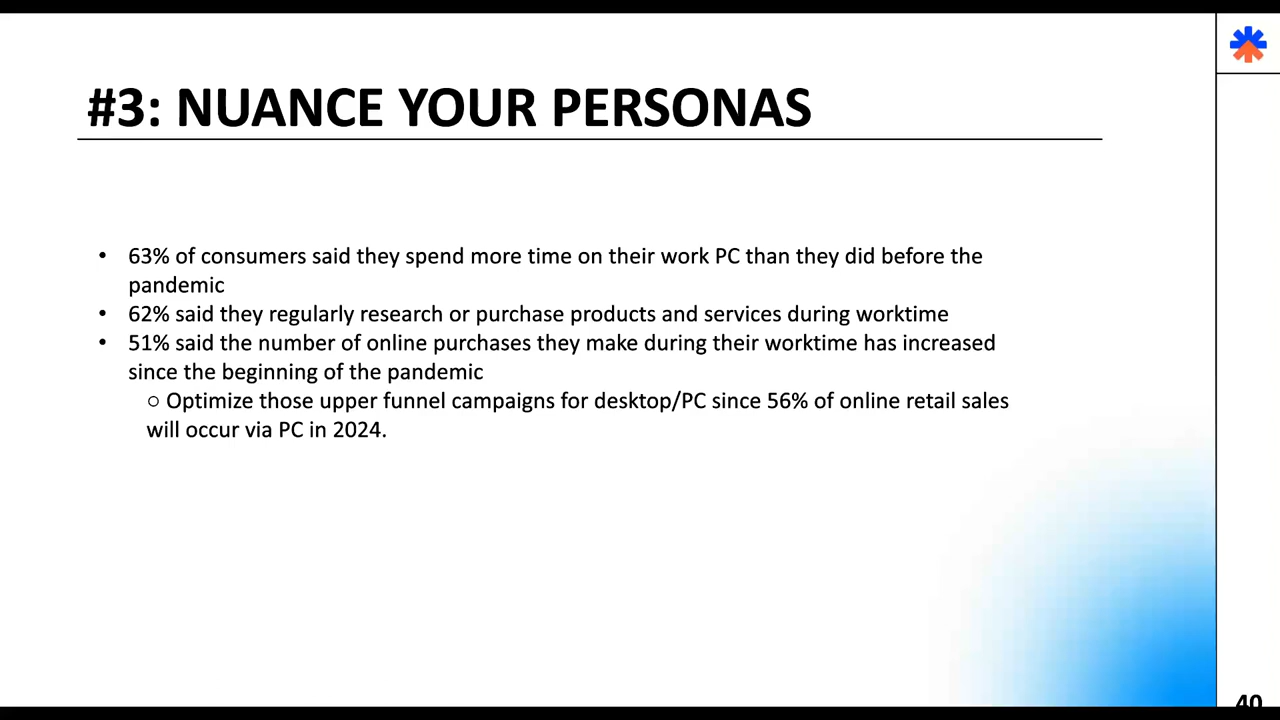 #3: NUANCE YOUR PERSONAS
• 63% of consumers said they spend more time on their work PC than they did before the
pandemic
• 62% said they regularly research or purchase products and services during worktime
• 51% said the number of online purchases they make during their worktime has increased
since the beginning of the pandemic
○ Optimize those upper funnel campaigns for desktop/PC since 56% of online retail sales
will occur via PC in 2024.
40